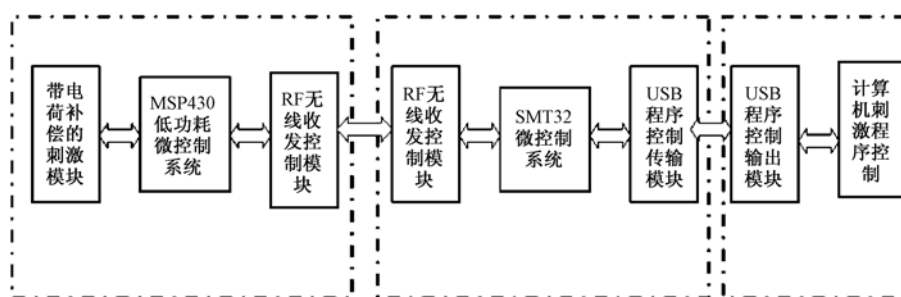 带电
荷补
偿的
刺激
模块
MSP430
低功耗
微控制
系统
RF无
线收
发控
制模
块
RF无
线收
发控
制模
块
SMT32
微控制
系统
USB
程序
控制
传输
模块
USB
程序
控制
输出
模块
计算
机刺
激程
序控
制